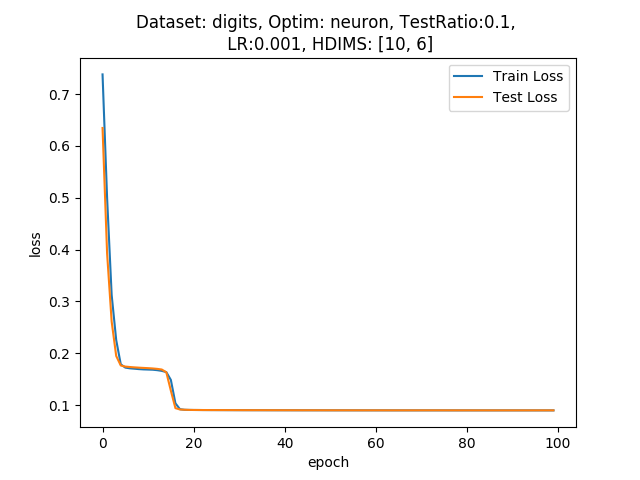 Dataset: digits, Optim: neuron, TestRatio:0.1,
LR:0.001, HDIMS: [10, 6]
Train Loss
Test Loss
0.7
0.6
0.5
0.4
0.3
0.2
0.1
loss
0 20 40 60 80 100
epoch